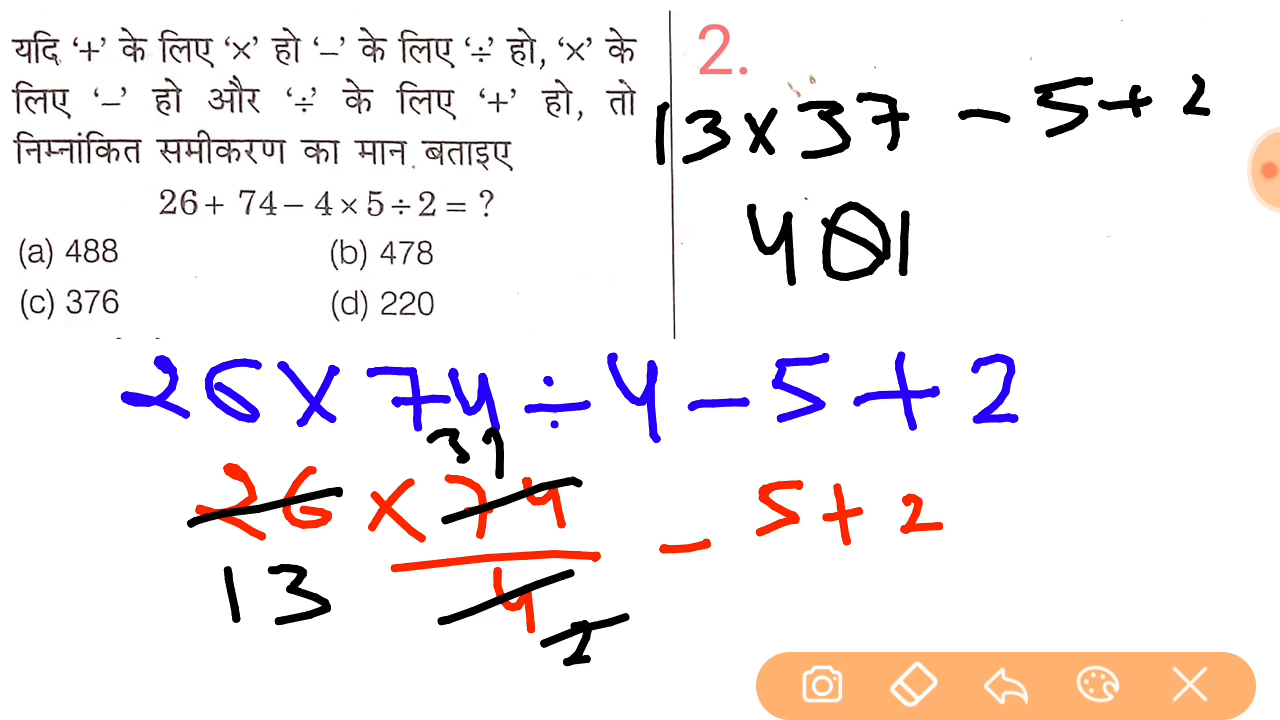 यदि ‘+’ के लिए ‘×’ हो ‘–’ के लिए ‘÷’ हो, ‘×’ के
लिए ‘–’ हो और ‘÷’ के लिए ‘+’ हो, तो
निम्नांकित समीकरण का मान बताइए
26 + 74 – 4 × 5 ÷ 2 = ?
(a) 488 (b) 478
(c) 376 (d) 220
2.
13 × 37 – 5 + 2
26 × 74 ÷ 4 – 5 + 2
37
26 × 74 – 5 + 2
13 4
2